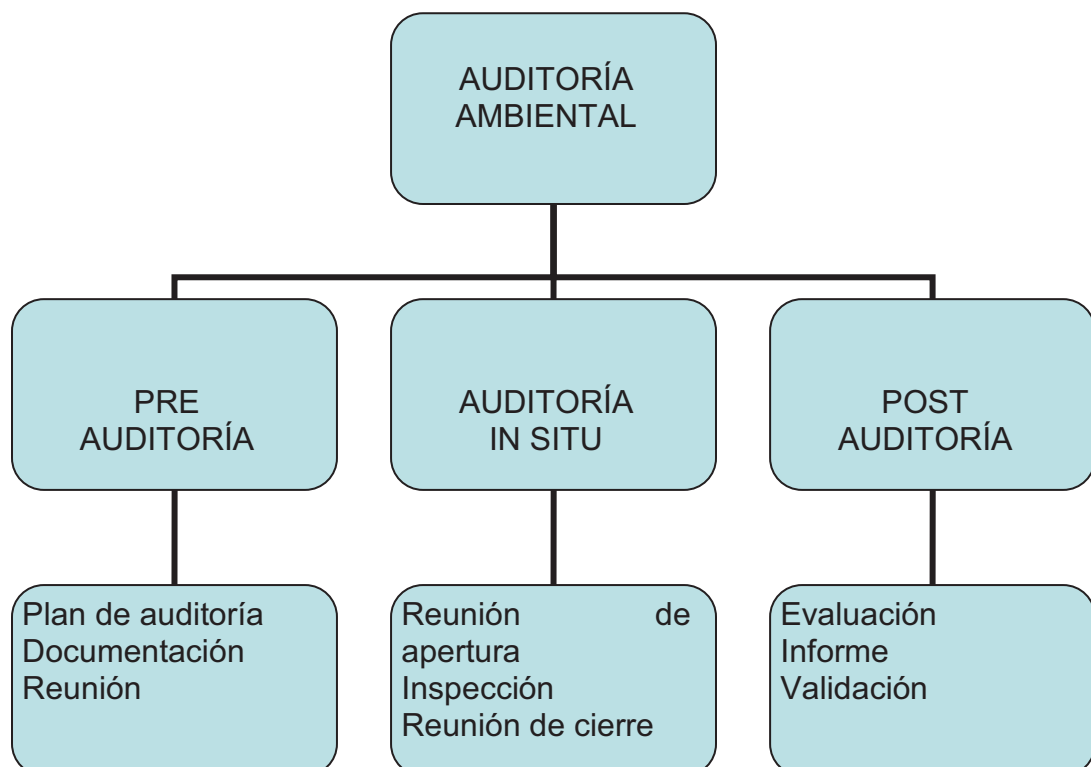 AUDITORÍA
AMBIENTAL
PRE
AUDITORÍA
AUDITORÍA
IN SITU
POST
AUDITORÍA
Plan de auditoría
Documentación
Reunión
Reunión de
apertura
Inspección
Reunión de cierre
Evaluación
Informe
Validación